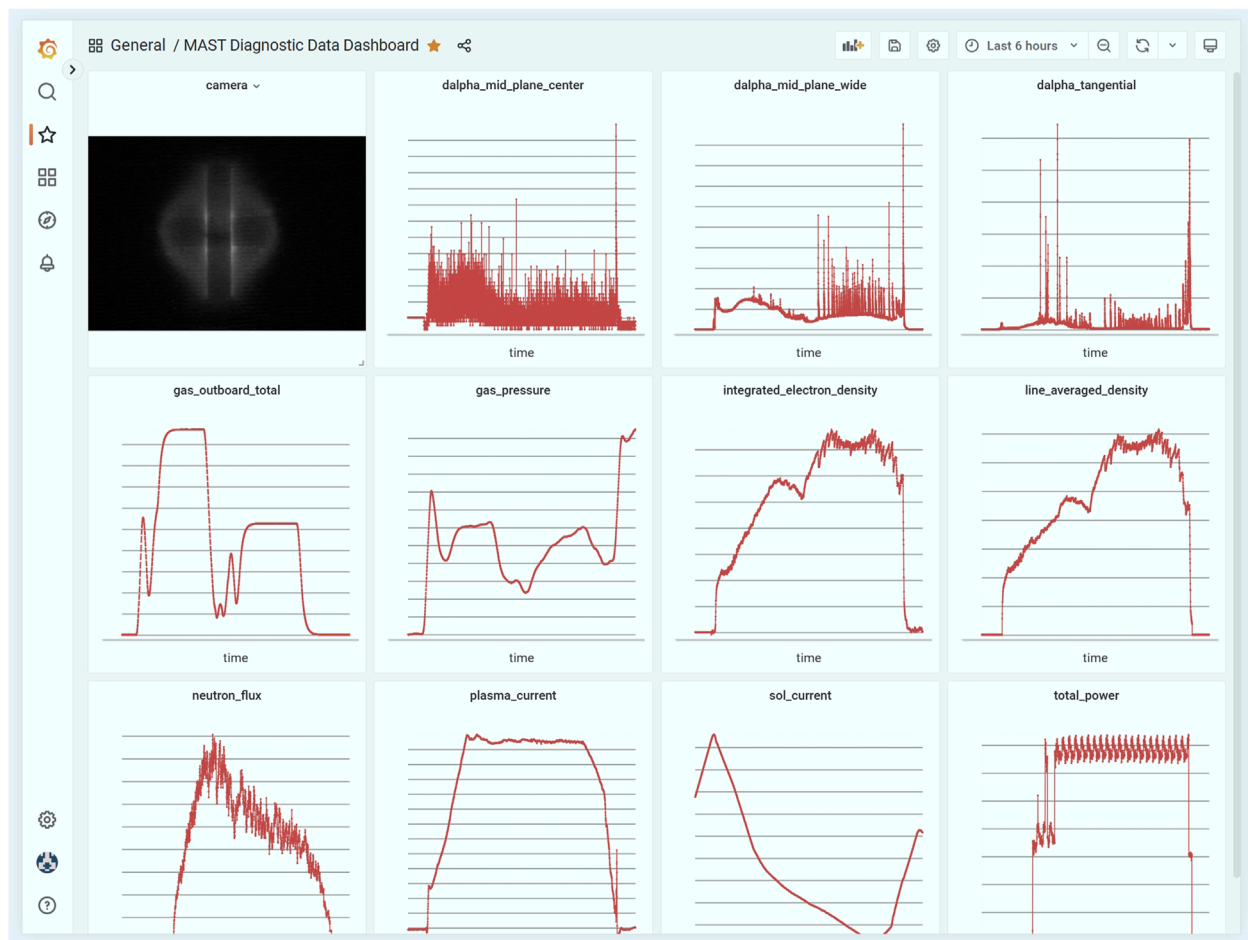 General / MAST Diagnostic Data Dashboard
Last 6 hours
camera
dalpha_mid_plane_center
dalpha_mid_plane_wide
dalpha_tangential
time
time
time
gas_outboard_total
gas_pressure
integrated_electron_density
line_averaged_density
time
time
time
time
neutron_flux
plasma_current
sol_current
total_power